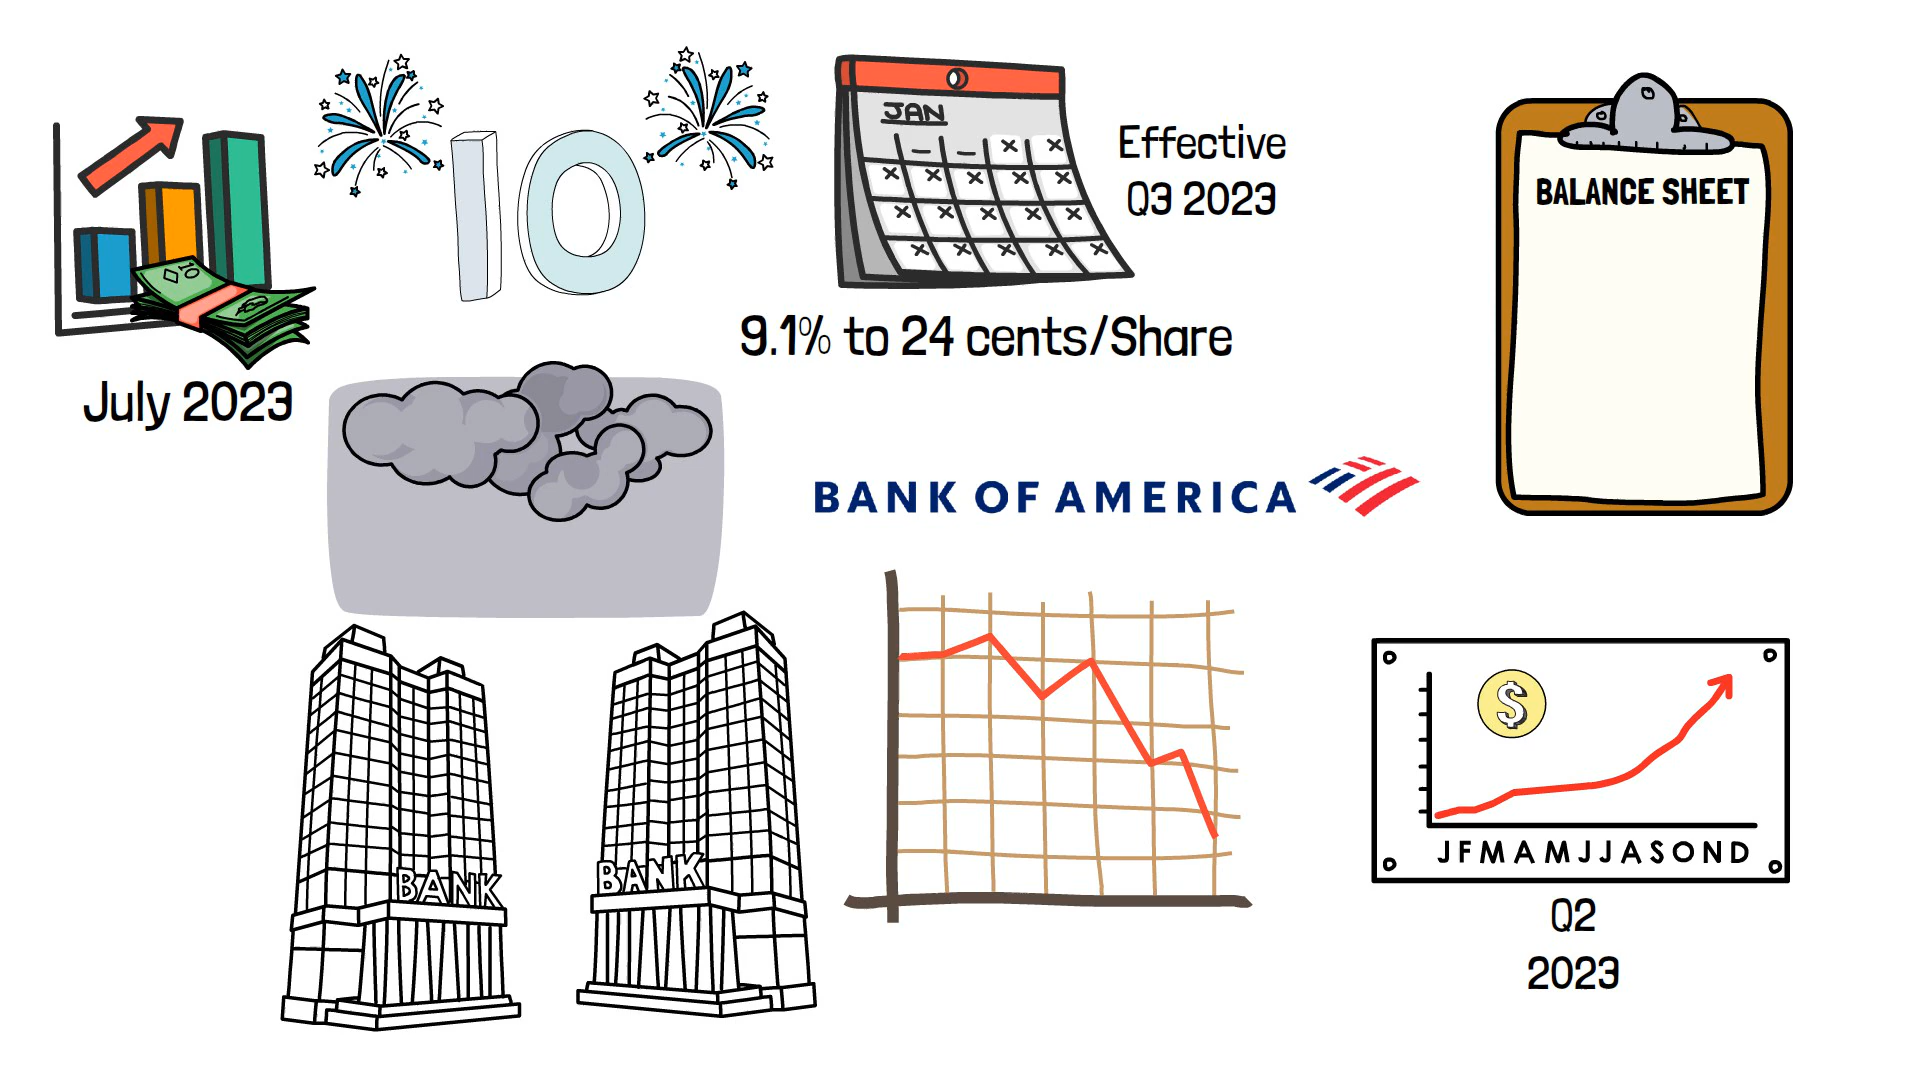 July 2023
10
JAN
Effective
Q3 2023
9.1% to 24 cents/Share
BANK OF AMERICA
BALANCE SHEET
BANK
BANK
$
J F M A M J J A S O N D
Q2
2023